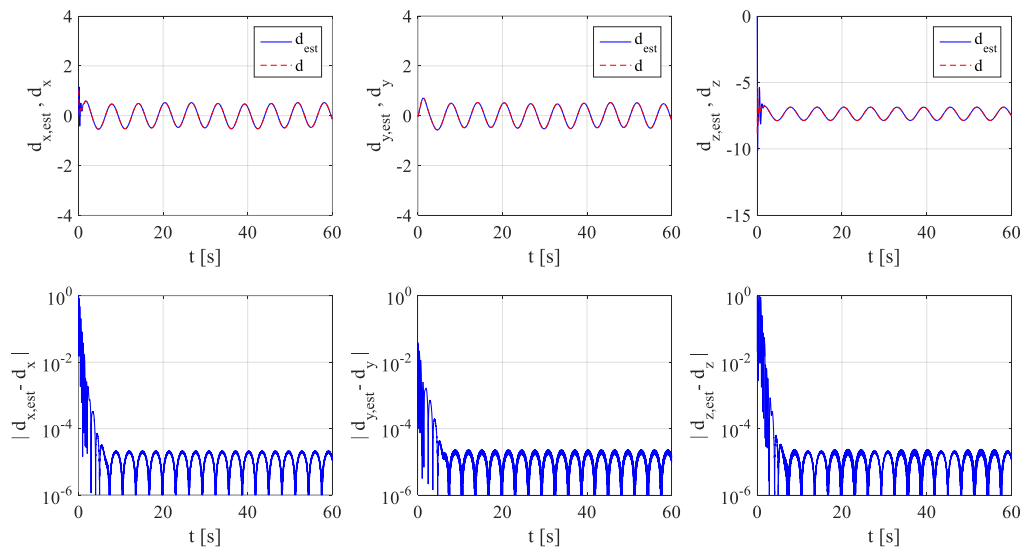 4
2
0
-2
-4
d_x,est , d_x
d_est
d
0 20 40 60
t [s]
4
2
0
-2
-4
d_y,est , d_y
d_est
d
0 20 40 60
t [s]
0
-5
-10
-15
d_z,est , d_z
d_est
d
0 20 40 60
t [s]
10^0
10^-2
10^-4
10^-6
| d_x,est - d_x |
0 20 40 60
t [s]
10^0
10^-2
10^-4
10^-6
| d_y,est - d_y |
0 20 40 60
t [s]
10^0
10^-2
10^-4
10^-6
| d_z,est - d_z |
0 20 40 60
t [s]